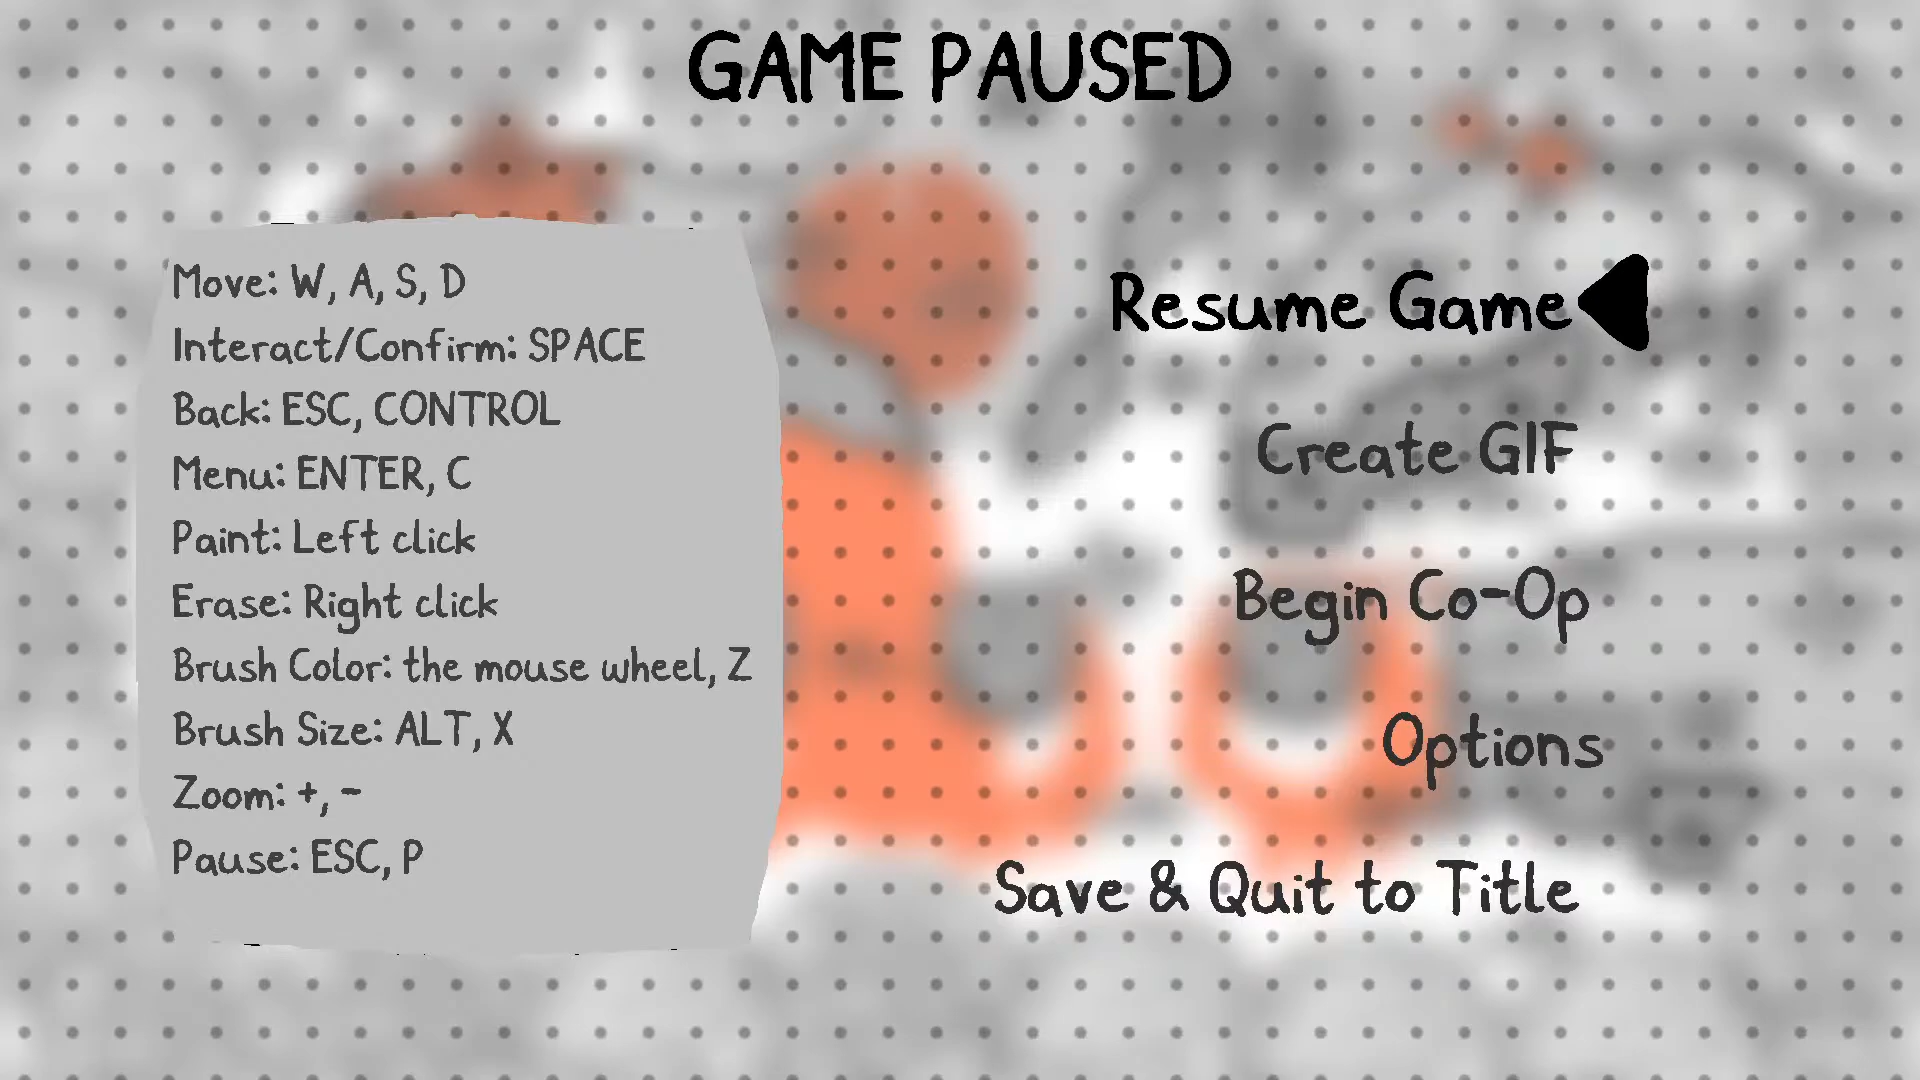 GAME PAUSED
Move: W, A, S, D
Interact/Confirm: SPACE
Back: ESC, CONTROL
Menu: ENTER, C
Paint: Left click
Erase: Right click
Brush Color: the mouse wheel, Z
Brush Size: ALT, X
Zoom: +, -
Pause: ESC, P
Resume Game
Create GIF
Begin Co-Op
Options
Save & Quit to Title